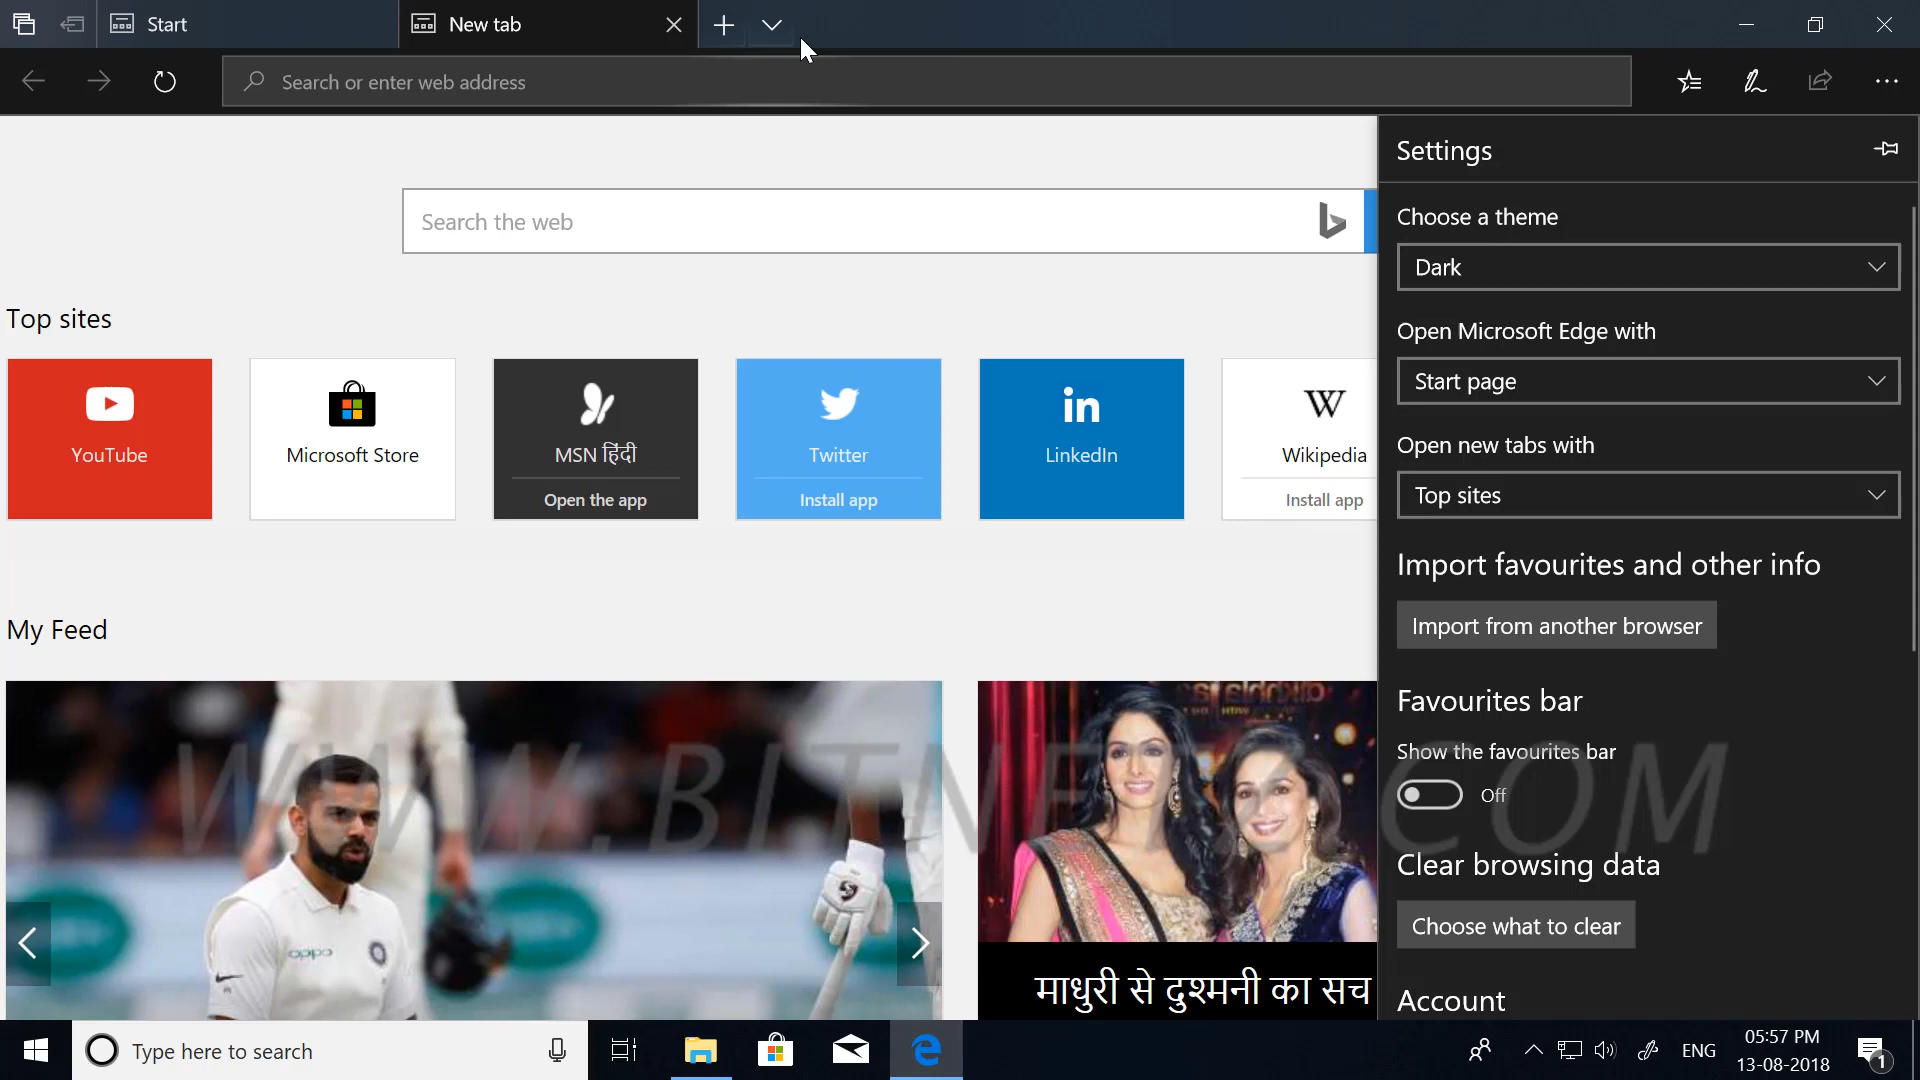 Start
New tab
Search or enter web address
Settings
Search the web
Choose a theme
Dark
Open Microsoft Edge with
Start page
Open new tabs with
Top sites
Top sites
YouTube
Microsoft Store
MSN हिंदी
Open the app
Twitter
Install app
in
LinkedIn
W
Wikipedia
Install app
Import favourites and other info
Import from another browser
My Feed
Favourites bar
Show the favourites bar
Off
Clear browsing data
Choose what to clear
Account
oppo
माधुरी से दुश्मनी का सच
Type here to search
ENG
05:57 PM
13-08-2018
1